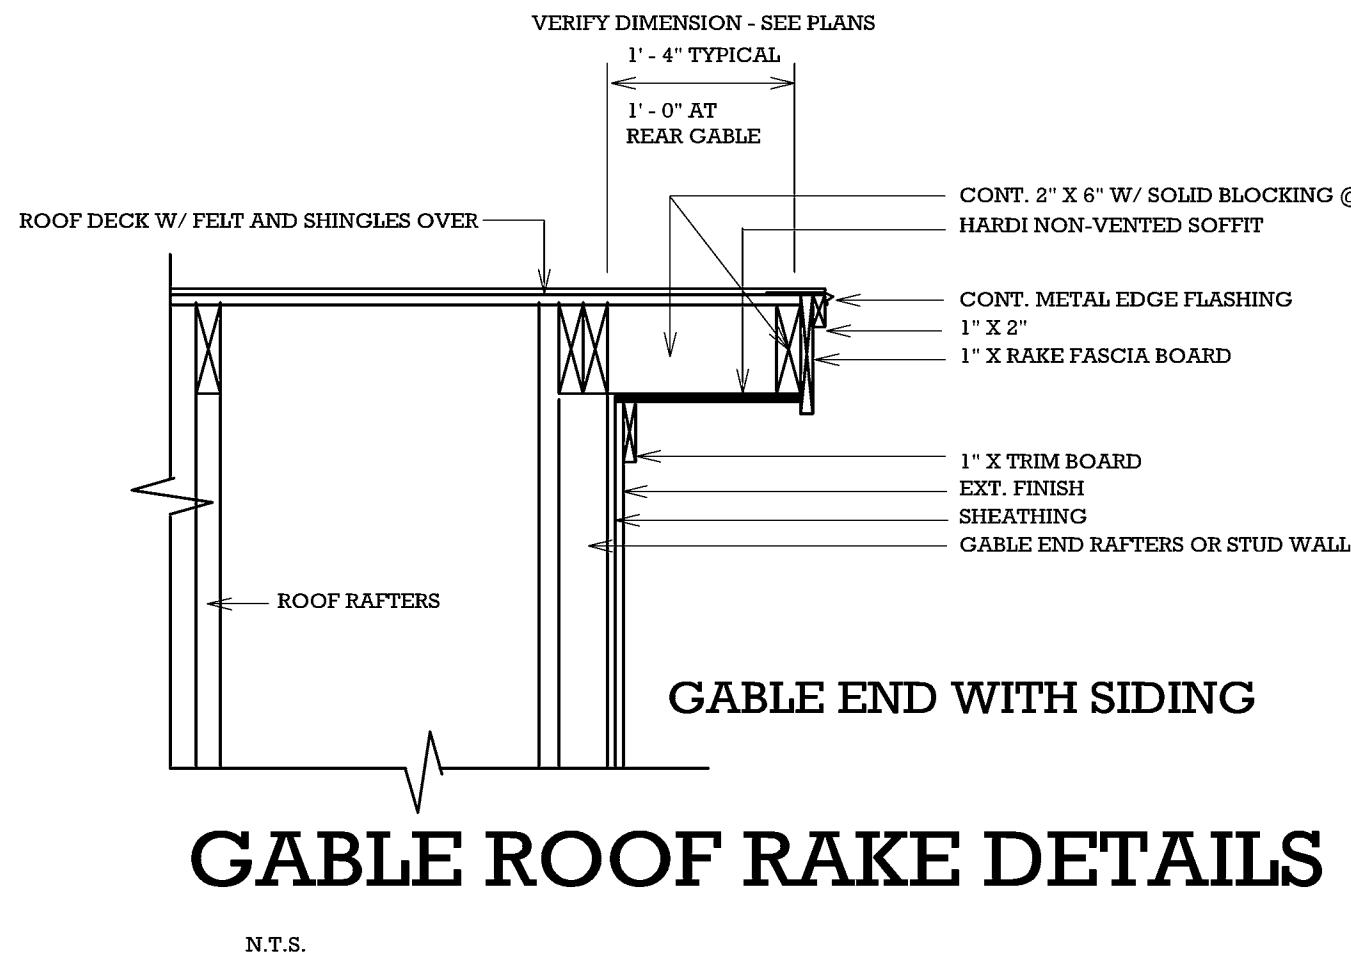 VERIFY DIMENSION - SEE PLANS
1' - 4" TYPICAL
1' - 0" AT
REAR GABLE
CONT. 2" X 6" W/ SOLID BLOCKING @
ROOF DECK W/ FELT AND SHINGLES OVER
HARDI NON-VENTED SOFFIT
CONT. METAL EDGE FLASHING
1" X 2"
1" X RAKE FASCIA BOARD
1" X TRIM BOARD
EXT. FINISH
SHEATHING
GABLE END RAFTERS OR STUD WALL
ROOF RAFTERS
GABLE END WITH SIDING
GABLE ROOF RAKE DETAILS
N.T.S.